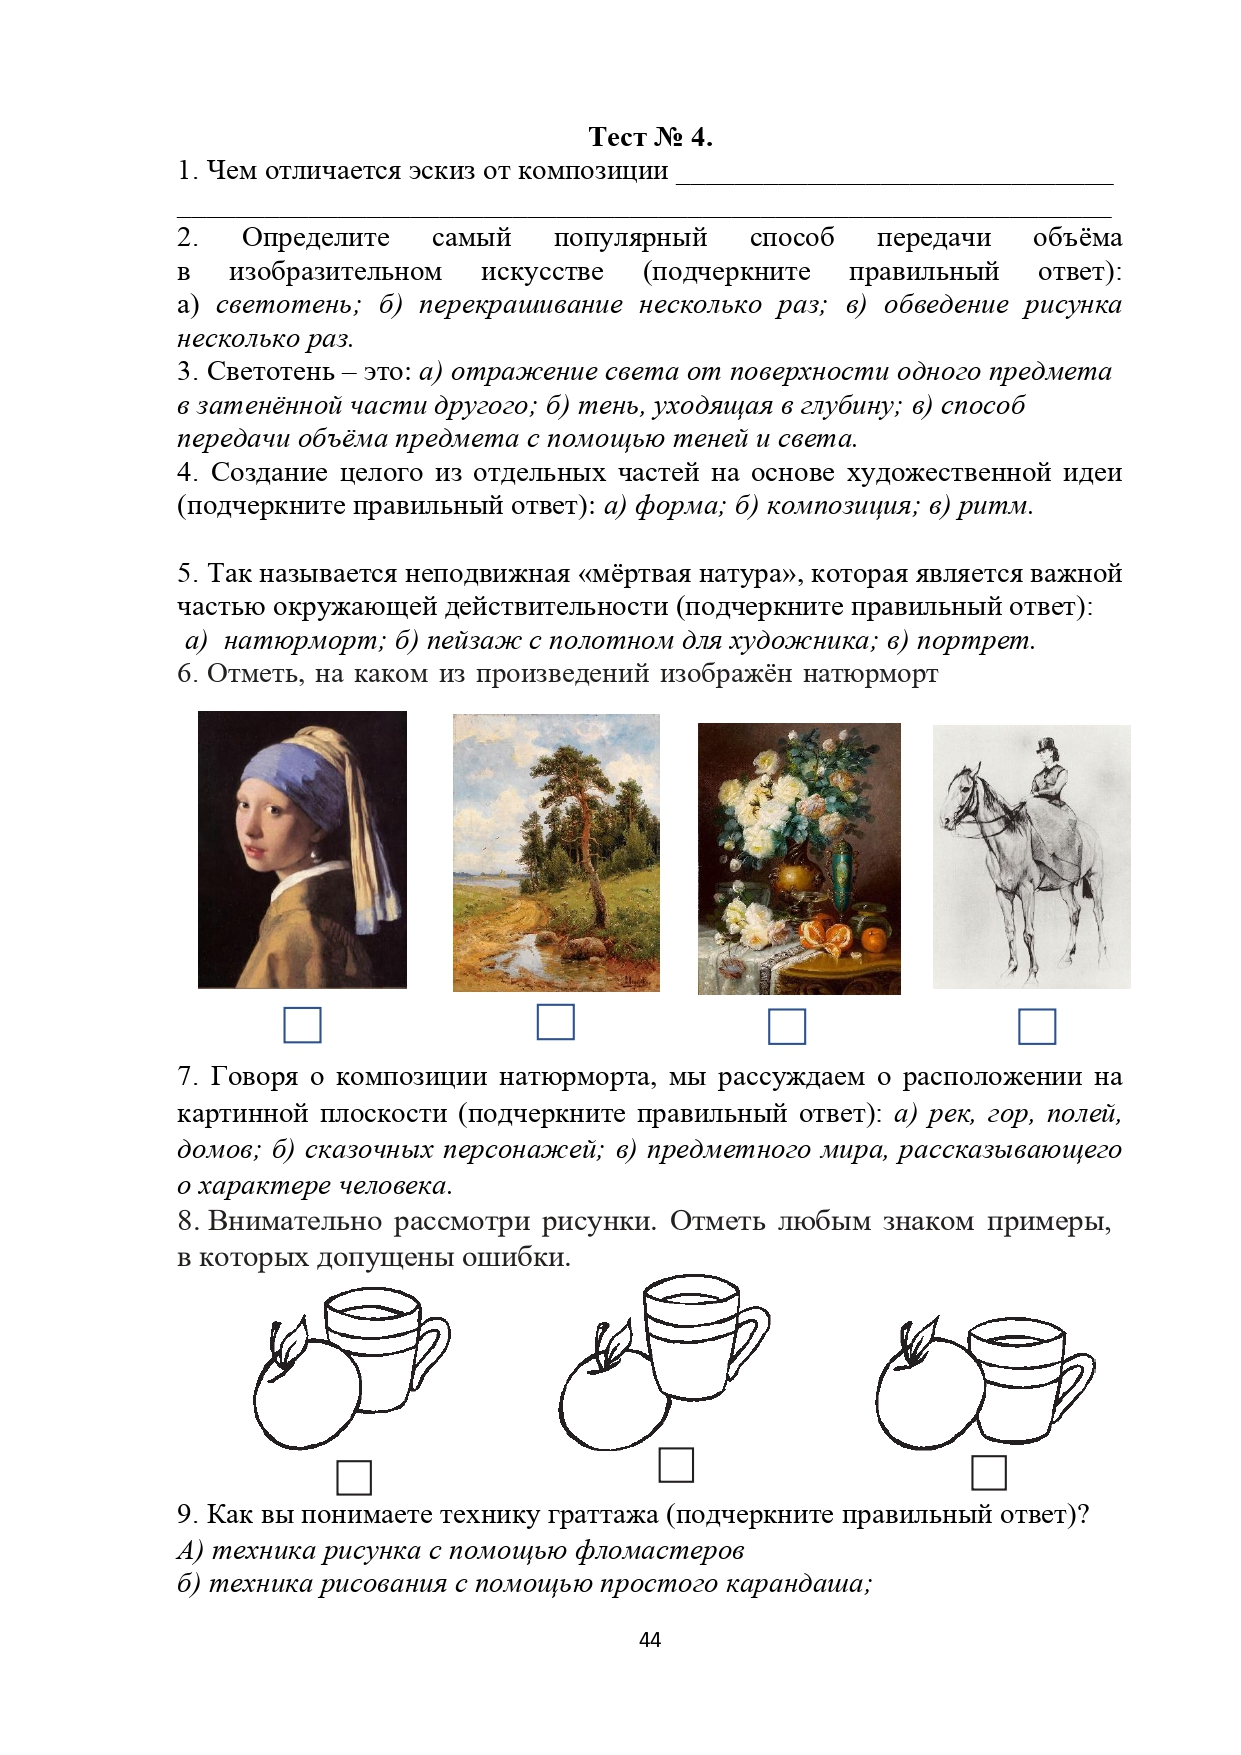 Тест № 4.
1. Чем отличается эскиз от композиции _______________________________
__________________________________________________________________
2. Определите самый популярный способ передачи объёма
в изобразительном искусстве (подчеркните правильный ответ):
а) светотень; б) перекрашивание несколько раз; в) обведение рисунка
несколько раз.
3. Светотень – это: а) отражение света от поверхности одного предмета
в затенённой части другого; б) тень, уходящая в глубину; в) способ
передачи объёма предмета с помощью теней и света.
4. Создание целого из отдельных частей на основе художественной идеи
(подчеркните правильный ответ): а) форма; б) композиция; в) ритм.
5. Так называется неподвижная «мёртвая натура», которая является важной
частью окружающей действительности (подчеркните правильный ответ):
а) натюрморт; б) пейзаж с полотном для художника; в) портрет.
6. Отметь, на каком из произведений изображён натюрморт
7. Говоря о композиции натюрморта, мы рассуждаем о расположении на
картинной плоскости (подчеркните правильный ответ): а) рек, гор, полей,
домов; б) сказочных персонажей; в) предметного мира, рассказывающего
о характере человека.
8. Внимательно рассмотри рисунки. Отметь любым знаком примеры,
в которых допущены ошибки.
9. Как вы понимаете технику граттажа (подчеркните правильный ответ)?
А) техника рисунка с помощью фломастеров
б) техника рисования с помощью простого карандаша;
44